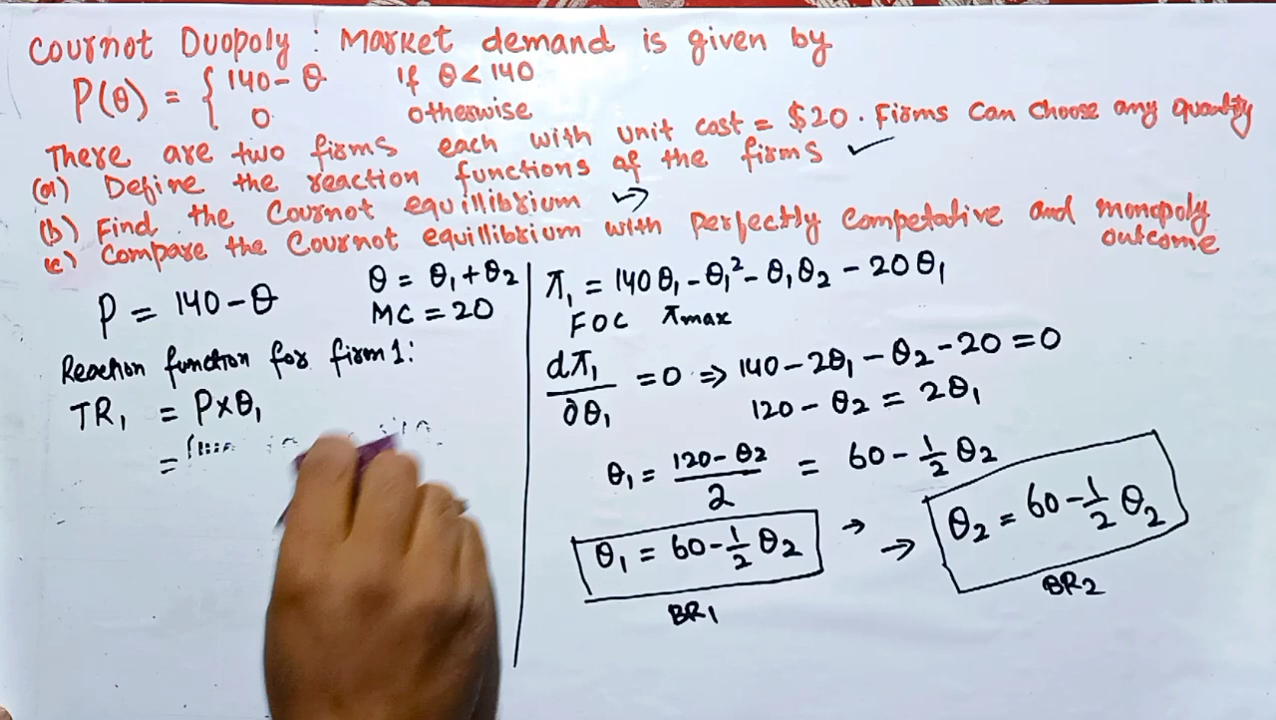 Cournot Duopoly : Market demand is given by
P(θ) = { 140 - θ if θ < 140
0 otherwise
There are two firms each with unit cost = $20. Firms can choose any quantity
(a) Define the reaction functions of the firms ✓
(b) Find the Cournot equillibrium
(c) Compare the Cournot equillibrium with perfectly competative and monopoly outcome
P = 140 - θ
θ = θ₁ + θ₂
MC = 20
Reaction function for firm 1:
TR₁ = P×θ₁
=
π₁ = 140θ₁ - θ₁² - θ₁θ₂ - 20θ₁
FOC πmax
dπ₁/∂θ₁ = 0 ⇒ 140 - 2θ₁ - θ₂ - 20 = 0
120 - θ₂ = 2θ₁
θ₁ = (120 - θ₂)/2 = 60 - ½ θ₂
θ₁ = 60 - ½ θ₂ →
BR1
→ θ₂ = 60 - ½ θ₂
BR2